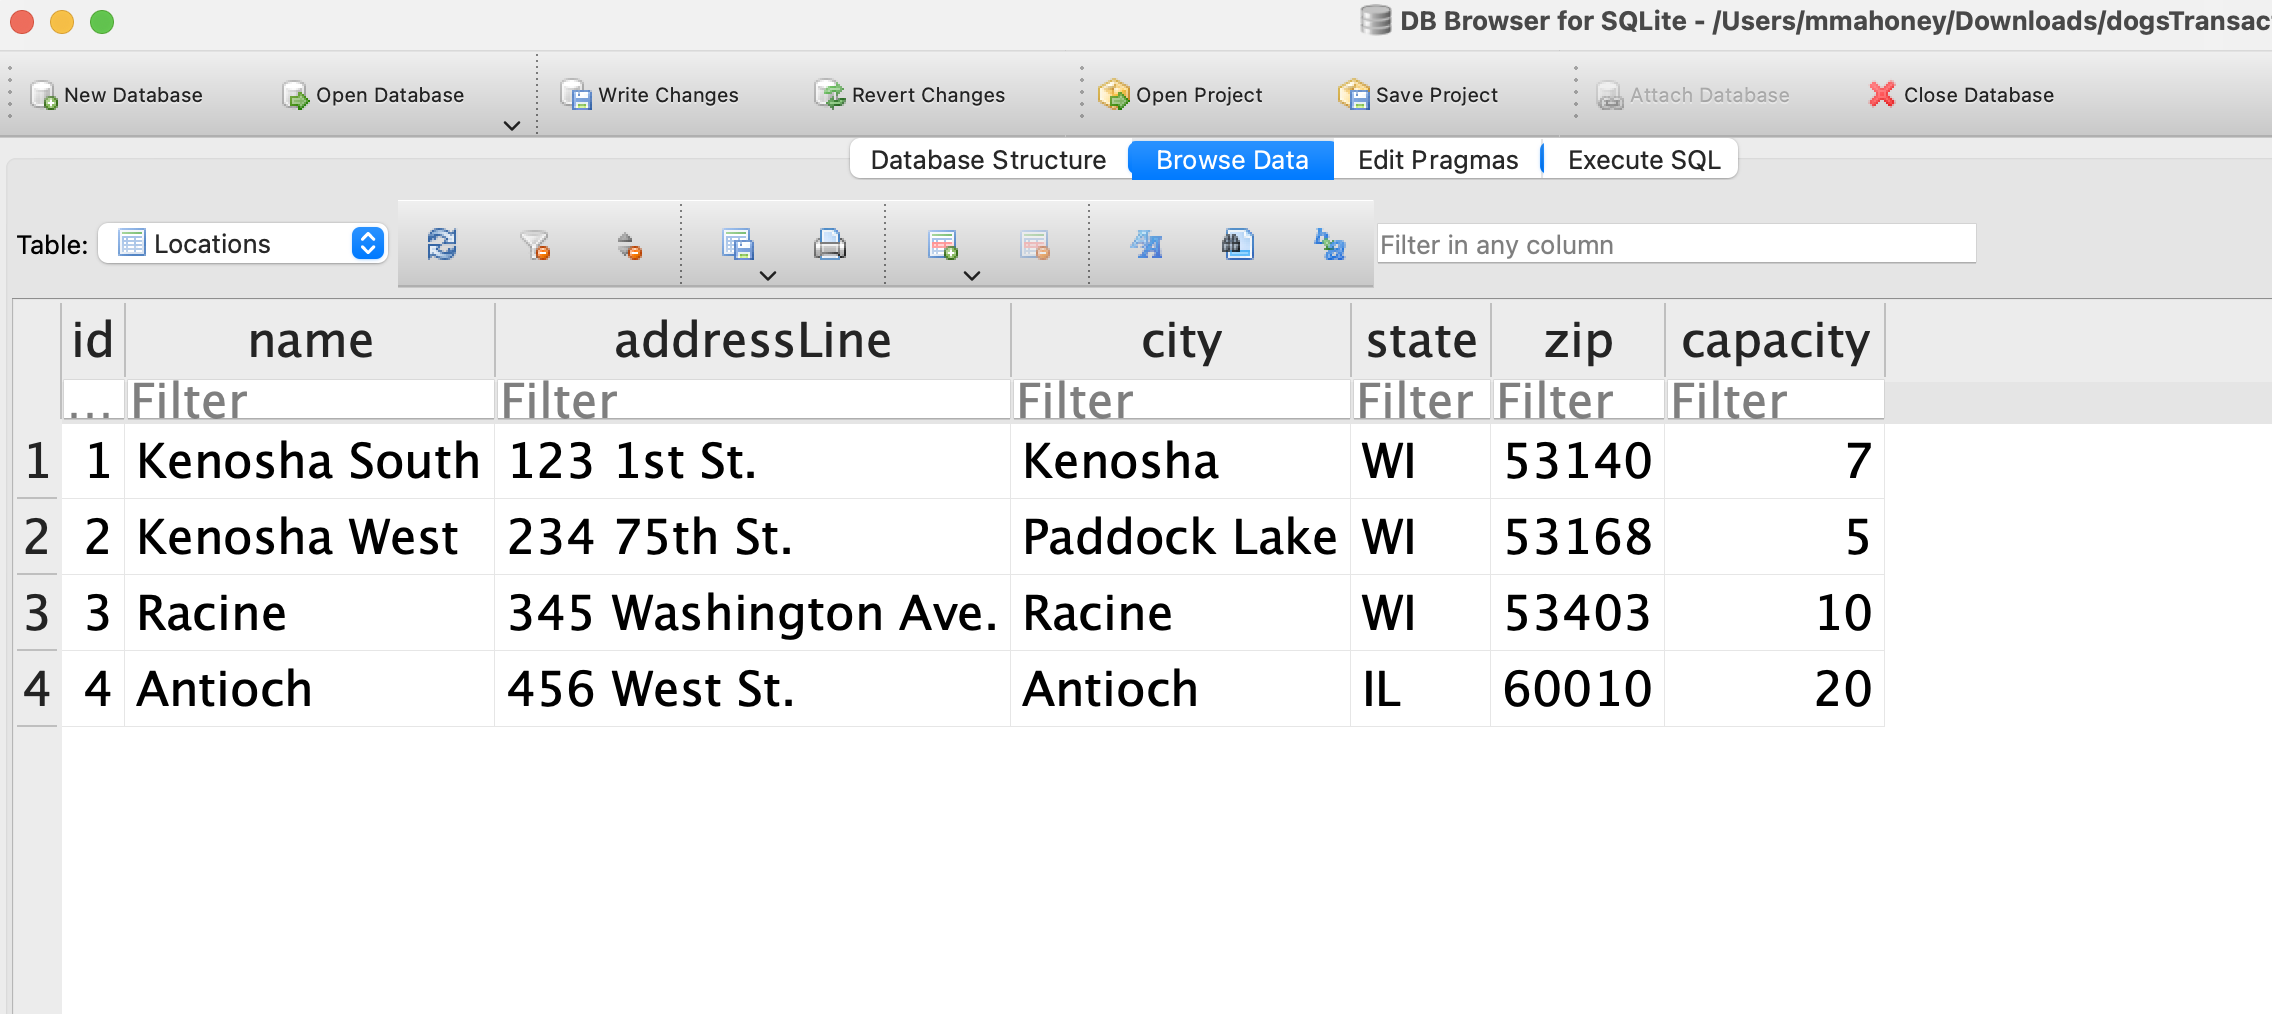 DB Browser for SQLite - /Users/mmahoney/Downloads/dogsTransac
New Database Open Database Write Changes Revert Changes Open Project Save Project Attach Database Close Database
Database Structure Browse Data Edit Pragmas Execute SQL
Table: Locations Filter in any column
id name addressLine city state zip capacity
... Filter Filter Filter Filter Filter Filter
1 1 Kenosha South 123 1st St. Kenosha WI 53140 7
2 2 Kenosha West 234 75th St. Paddock Lake WI 53168 5
3 3 Racine 345 Washington Ave. Racine WI 53403 10
4 4 Antioch 456 West St. Antioch IL 60010 20